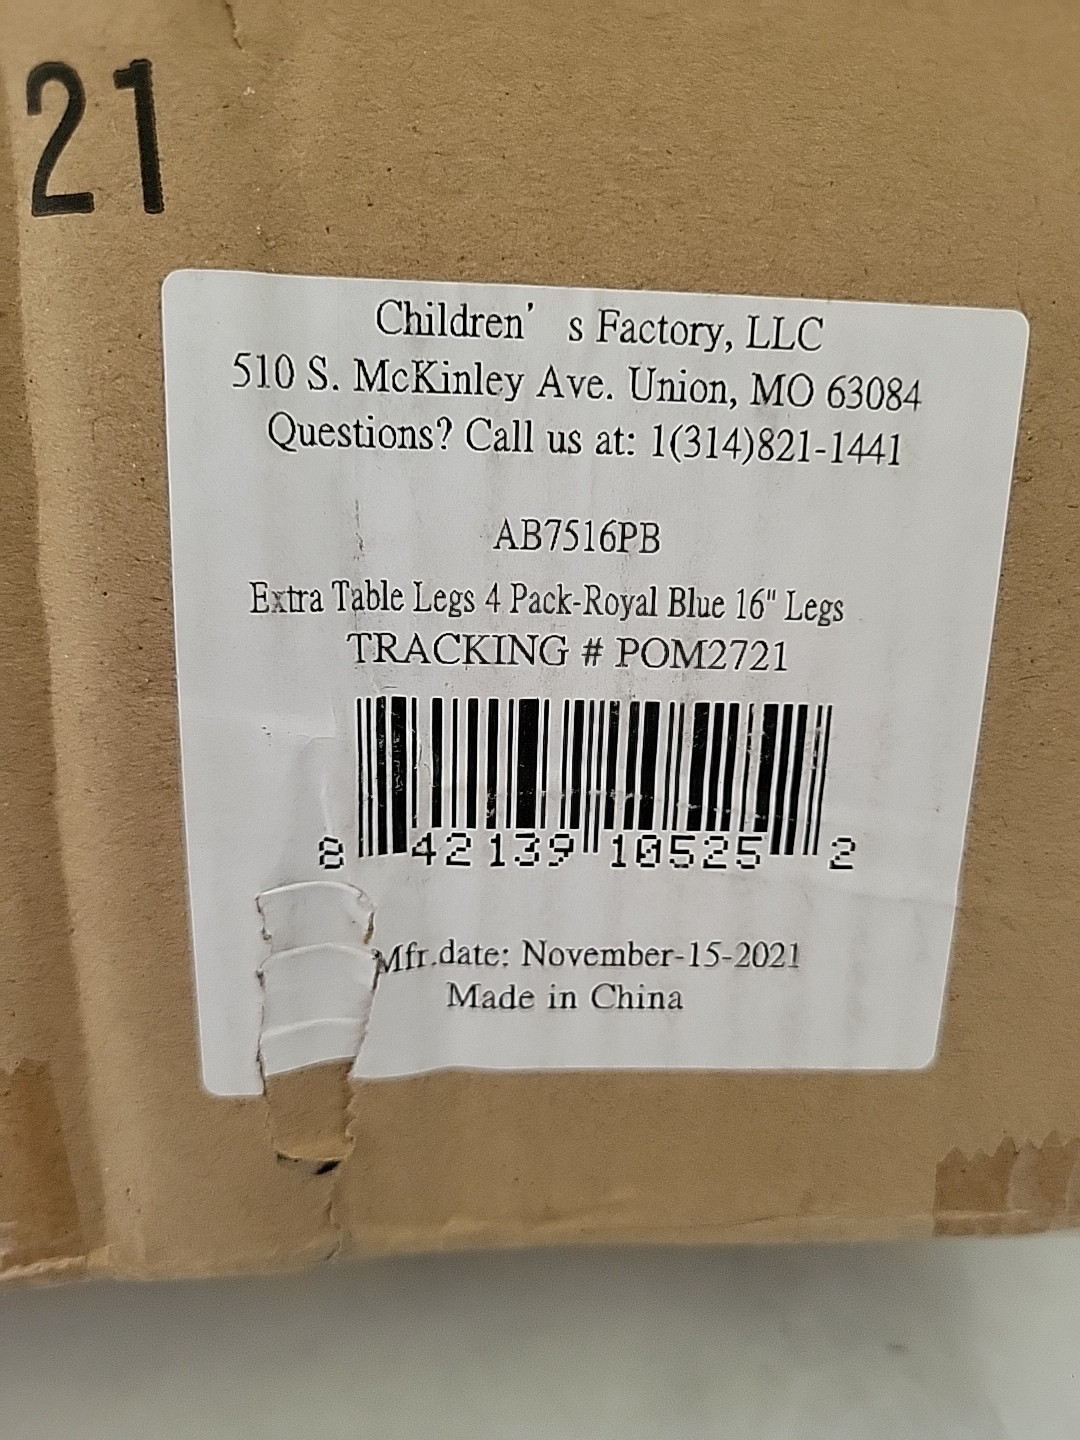 21
Children's Factory, LLC
510 S. McKinley Ave. Union, MO 63084
Questions? Call us at: 1(314)821-1441
AB7516PB
Extra Table Legs 4 Pack-Royal Blue 16" Legs
TRACKING # POM2721
8 42139 10525 2
Mfr.date: November-15-2021
Made in China